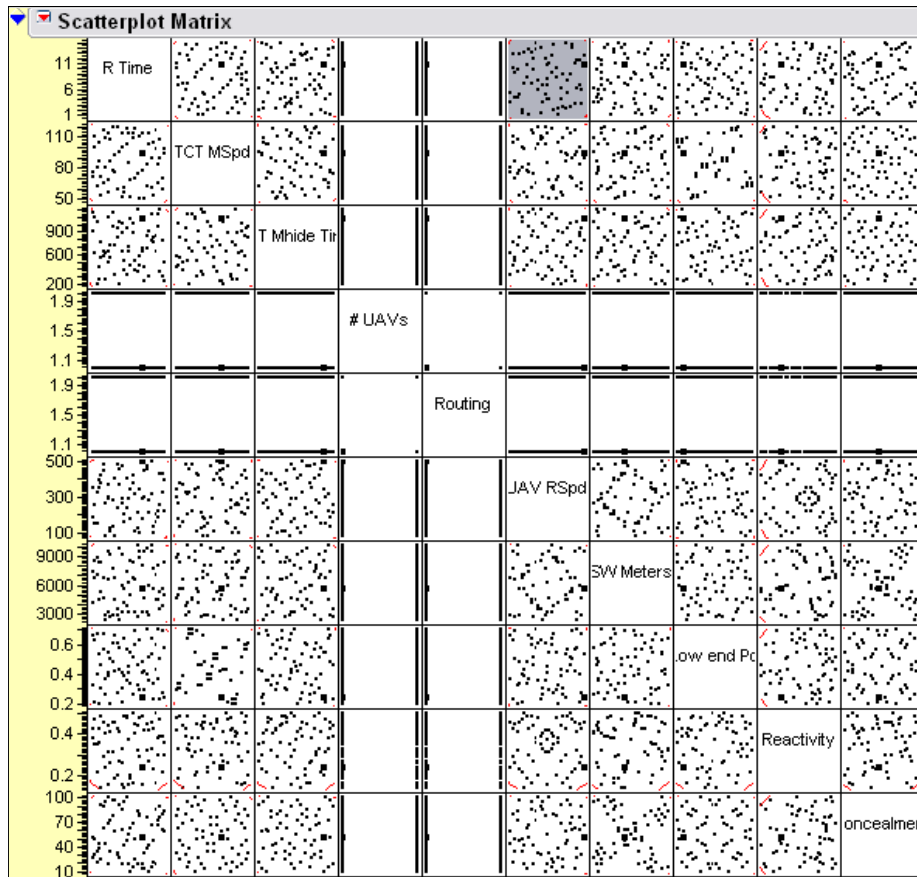 Scatterplot Matrix
11
R Time
6
1
110
TCT MSpd
80
50
900
T Mhide Tir
600
200
1.9
# UAVs
1.5
1.1
1.9
Routing
1.5
1.1
500
JAV RSpd
300
100
9000
SW Meters
6000
3000
0.6
.ow end Pc
0.4
0.2
0.4
Reactivity
0.2
100
70
oncealmer
40
10